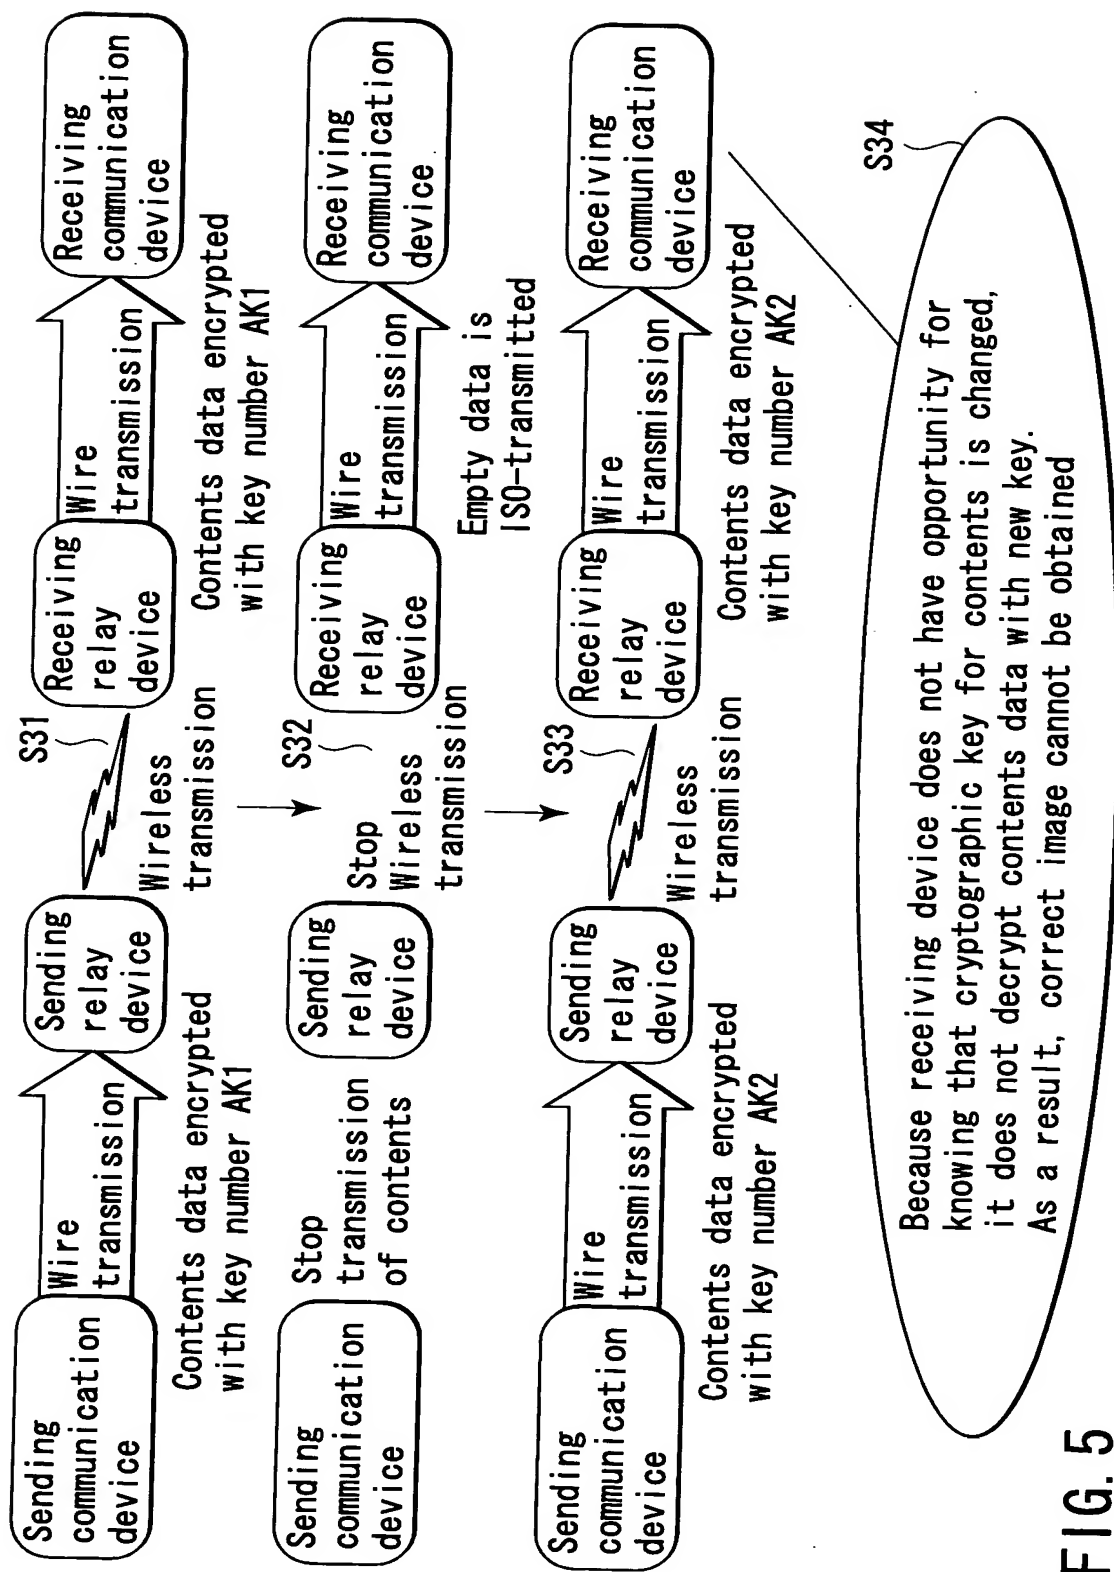 Sending
communication
device
Wire
transmission
Contents data encrypted
with key number AK1
Sending
relay
device
S31
Wireless
transmission
Receiving
relay
device
Wire
transmission
Contents data encrypted
with key number AK1
Receiving
communication
device
Sending
communication
device
Stop
transmission
of contents
Sending
relay
device
S32
Stop
Wireless
transmission
Receiving
relay
device
Wire
transmission
Empty data is
ISO-transmitted
Receiving
communication
device
Sending
communication
device
Wire
transmission
Contents data encrypted
with key number AK2
Sending
relay
device
S33
Wireless
transmission
Receiving
relay
device
Wire
transmission
Contents data encrypted
with key number AK2
Receiving
communication
device
S34
Because receiving device does not have opportunity for
knowing that cryptographic key for contents is changed,
it does not decrypt contents data with new key.
As a result, correct image cannot be obtained
FIG. 5